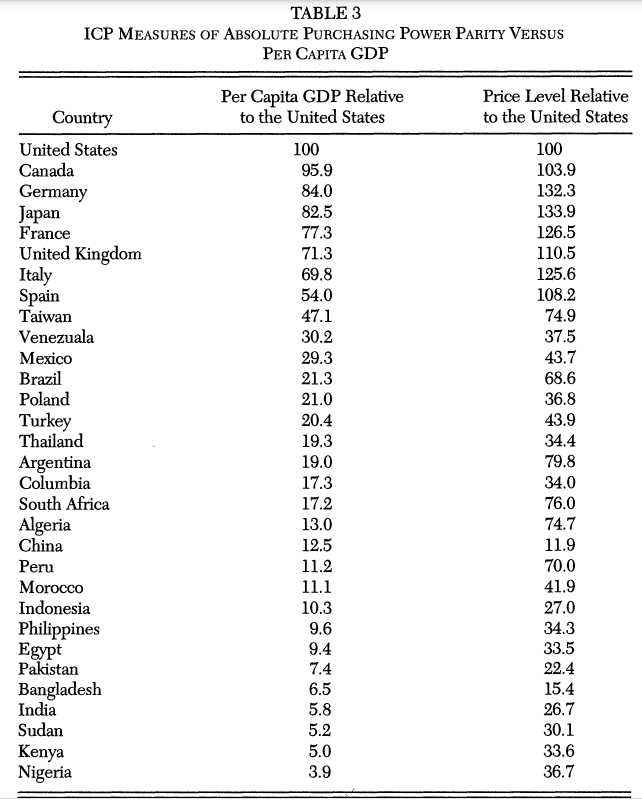 TABLE 3
ICP MEASURES OF ABSOLUTE PURCHASING POWER PARITY VERSUS
PER CAPITA GDP
Country Per Capita GDP Relative to the United States Price Level Relative to the United States
United States 100 100
Canada 95.9 103.9
Germany 84.0 132.3
Japan 82.5 133.9
France 77.3 126.5
United Kingdom 71.3 110.5
Italy 69.8 125.6
Spain 54.0 108.2
Taiwan 47.1 74.9
Venezuala 30.2 37.5
Mexico 29.3 43.7
Brazil 21.3 68.6
Poland 21.0 36.8
Turkey 20.4 43.9
Thailand 19.3 34.4
Argentina 19.0 79.8
Columbia 17.3 34.0
South Africa 17.2 76.0
Algeria 13.0 74.7
China 12.5 11.9
Peru 11.2 70.0
Morocco 11.1 41.9
Indonesia 10.3 27.0
Philippines 9.6 34.3
Egypt 9.4 33.5
Pakistan 7.4 22.4
Bangladesh 6.5 15.4
India 5.8 26.7
Sudan 5.2 30.1
Kenya 5.0 33.6
Nigeria 3.9 36.7